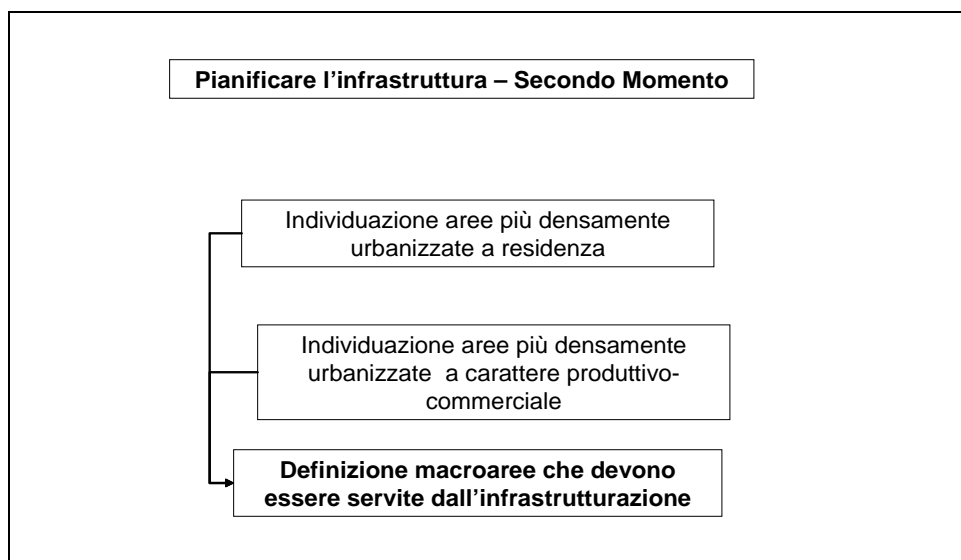 Pianificare l’infrastruttura – Secondo Momento
Individuazione aree più densamente
urbanizzate a residenza
Individuazione aree più densamente
urbanizzate  a carattere produttivo-
commerciale
Definizione macroaree che devono
essere servite dall’infrastrutturazione